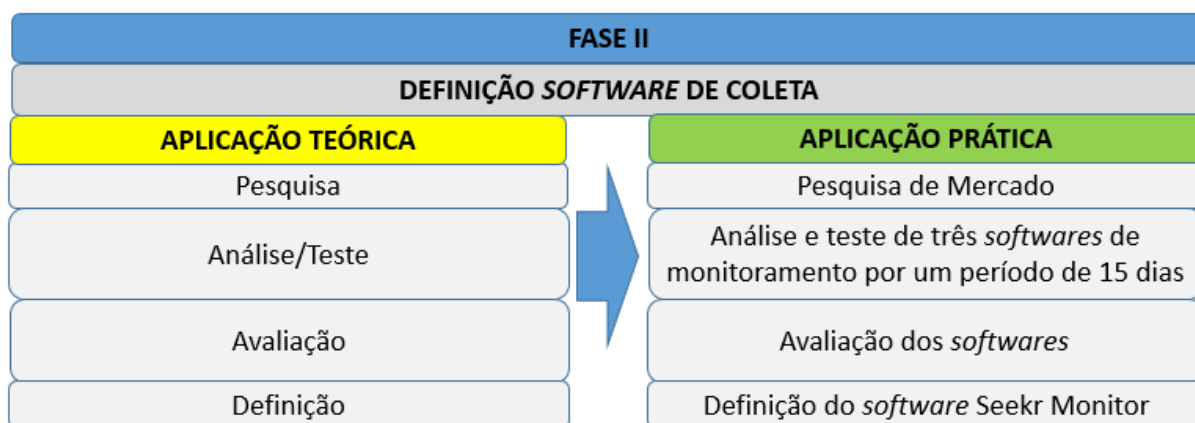 FASE II
DEFINIÇÃO SOFTWARE DE COLETA
APLICAÇÃO TEÓRICA
APLICAÇÃO PRÁTICA
Pesquisa
Pesquisa de Mercado
Análise/Teste
Análise e teste de três softwares de
monitoramento por um período de 15 dias
Avaliação
Avaliação dos softwares
Definição
Definição do software Seekr Monitor